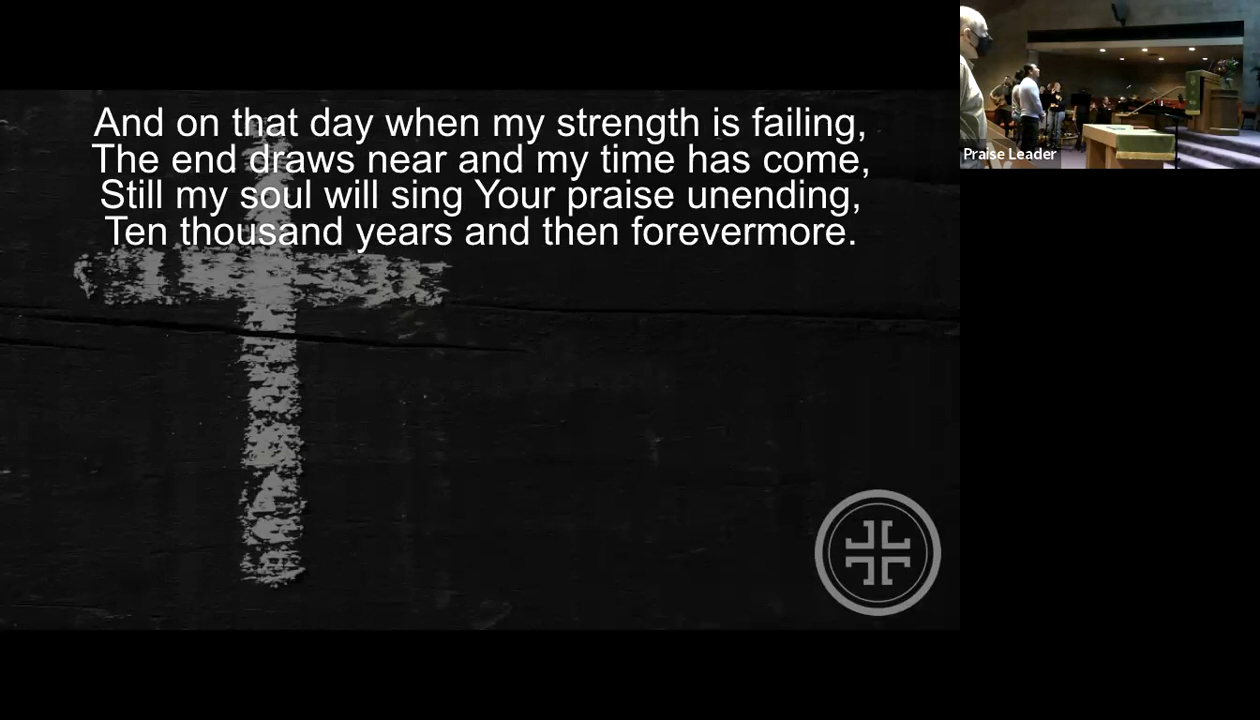 And on that day when my strength is failing,
The end draws near and my time has come,
Still my soul will sing Your praise unending,
Ten thousand years and then forevermore.
Praise Leader